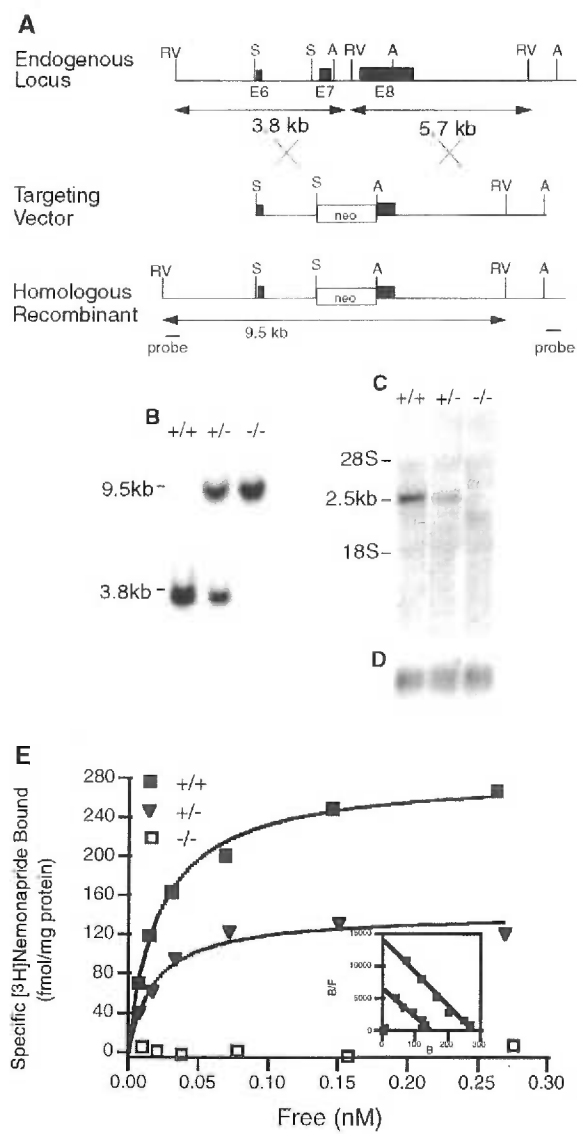 A
RV S S A RV A RV A
Endogenous
Locus
E6 E7 E8
3.8 kb 5.7 kb
S S A RV A
Targeting
Vector
neo
RV S S A RV A
Homologous
Recombinant
neo
9.5 kb
probe probe
B
+/+ +/- -/-
9.5kb
3.8kb
C
+/+ +/- -/-
28S
2.5kb
18S
D
E
+/+
+/-
-/-
Specific [3H]Nemonapride Bound
(fmol/mg protein)
280
240
200
160
120
80
40
0
0.00 0.05 0.10 0.15 0.20 0.25 0.30
Free (nM)
B/F
15000
10000
5000
0
0 100 200 300
B